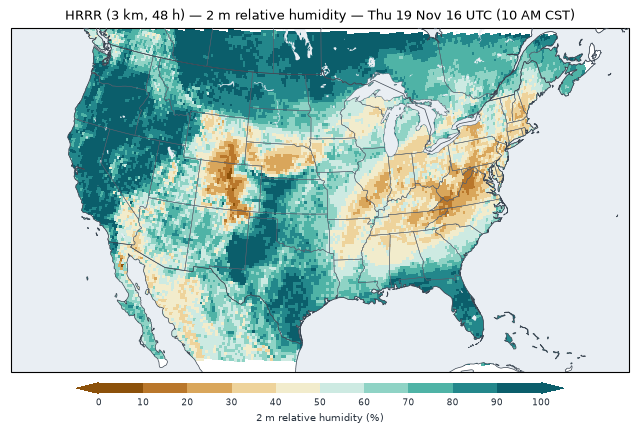 HRRR (3 km, 48 h) — 2 m relative humidity — Thu 19 Nov 16 UTC (10 AM CST)
0 10 20 30 40 50 60 70 80 90 100
2 m relative humidity (%)